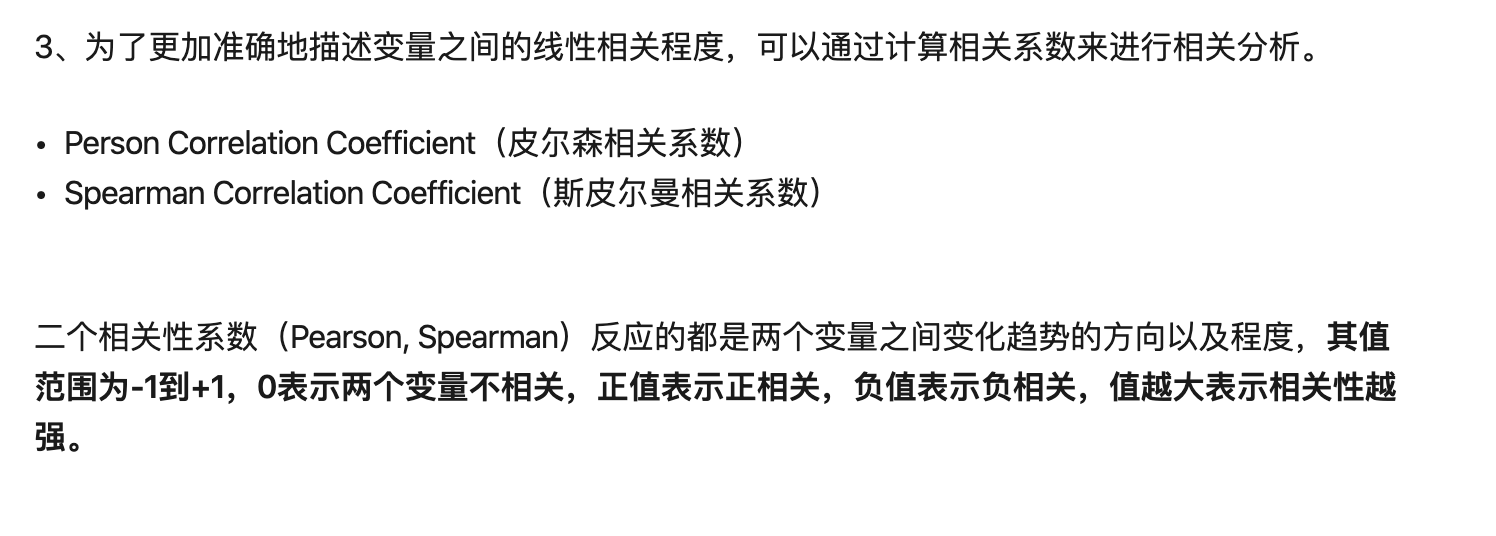 3、为了更加准确地描述变量之间的线性相关程度，可以通过计算相关系数来进行相关分析。
• Person Correlation Coefficient（皮尔森相关系数）
• Spearman Correlation Coefficient（斯皮尔曼相关系数）
二个相关性系数（Pearson, Spearman）反应的都是两个变量之间变化趋势的方向以及程度，其值
范围为-1到+1，0表示两个变量不相关，正值表示正相关，负值表示负相关，值越大表示相关性越
强。